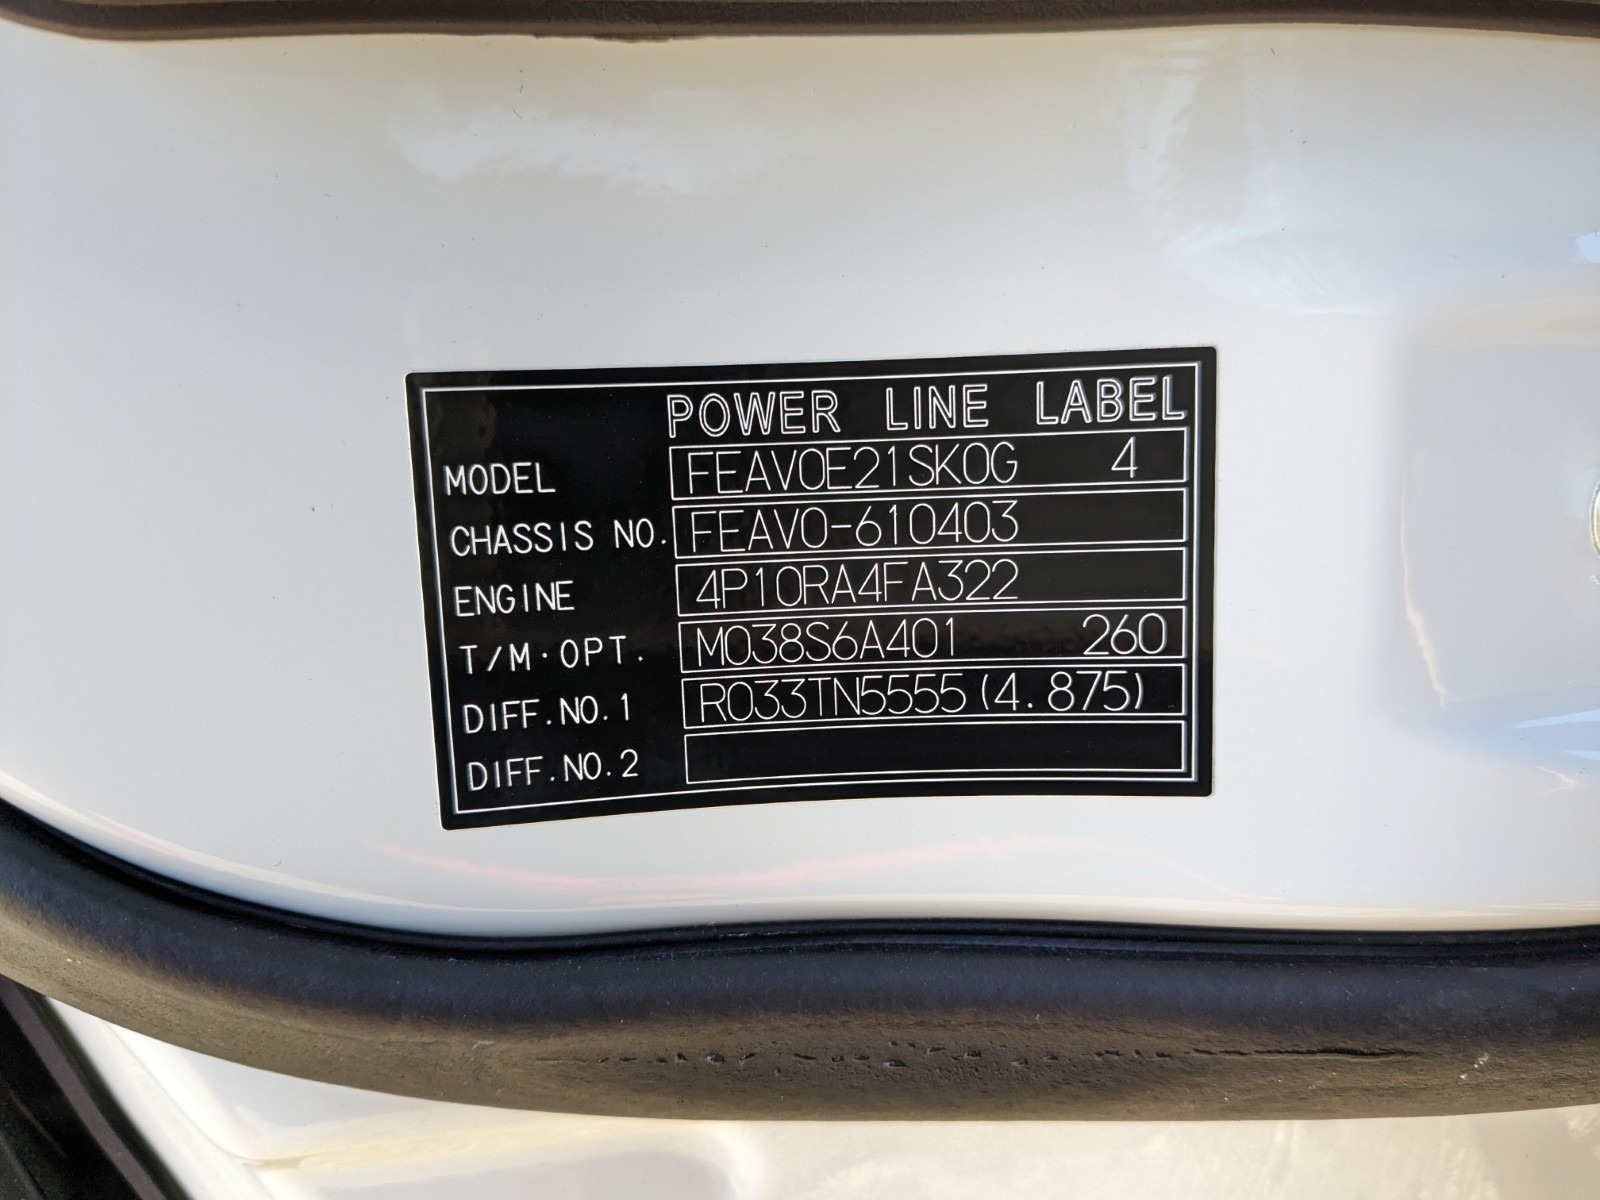 POWER LINE LABEL
MODEL FEAV0E21SK0G 4
CHASSIS NO. FEAV0-610403
ENGINE 4P10RA4FA322
T/M·OPT. M038S6A401 260
DIFF.NO.1 R033TN5555(4.875)
DIFF.NO.2